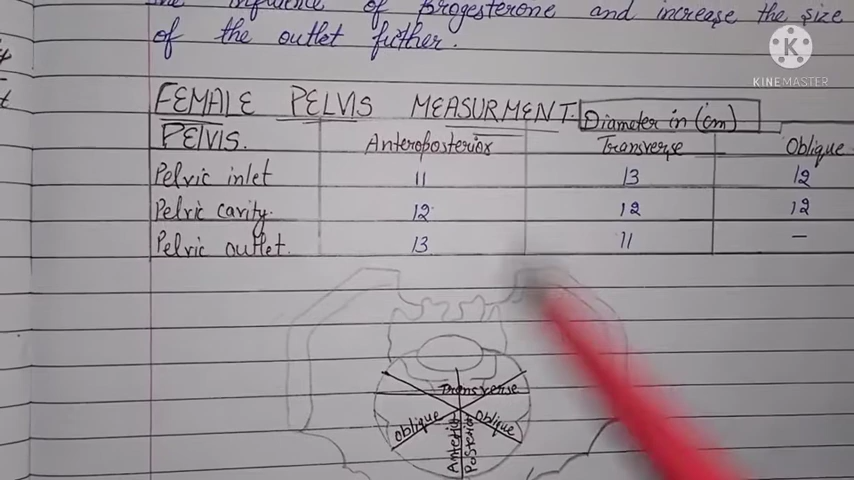 influence of progesterone and increase the size
of the outlet further.
KINEMASTER
FEMALE PELVIS MEASURMENT. Diameter in (cm)
PELVIS. Anteroposterior Transverse Oblique
Pelvic inlet 11 13 12
Pelvic cavity. 12 12 12
Pelvic outlet. 13 11 –
Transverse
Oblique Oblique
Anterior
Posterior